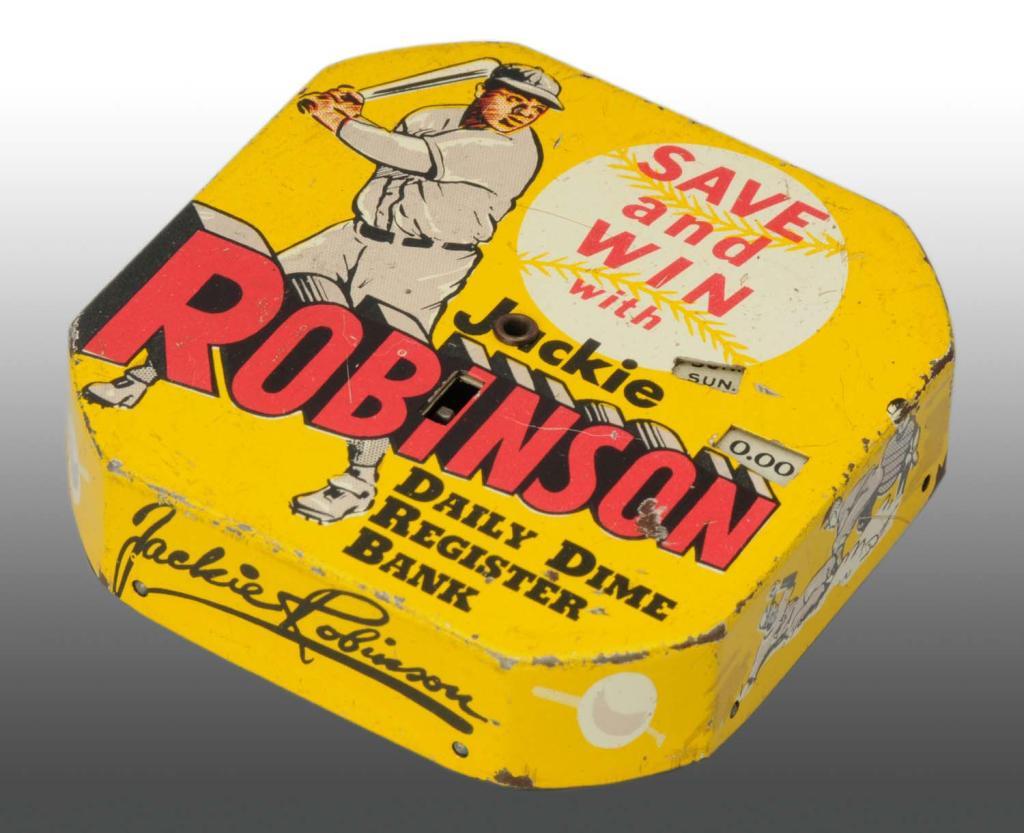 SAVE
and
WIN
with
Jackie
ROBINSON
SUN.
0.00
DAILY DIME
REGISTER
BANK
Jackie Robinson